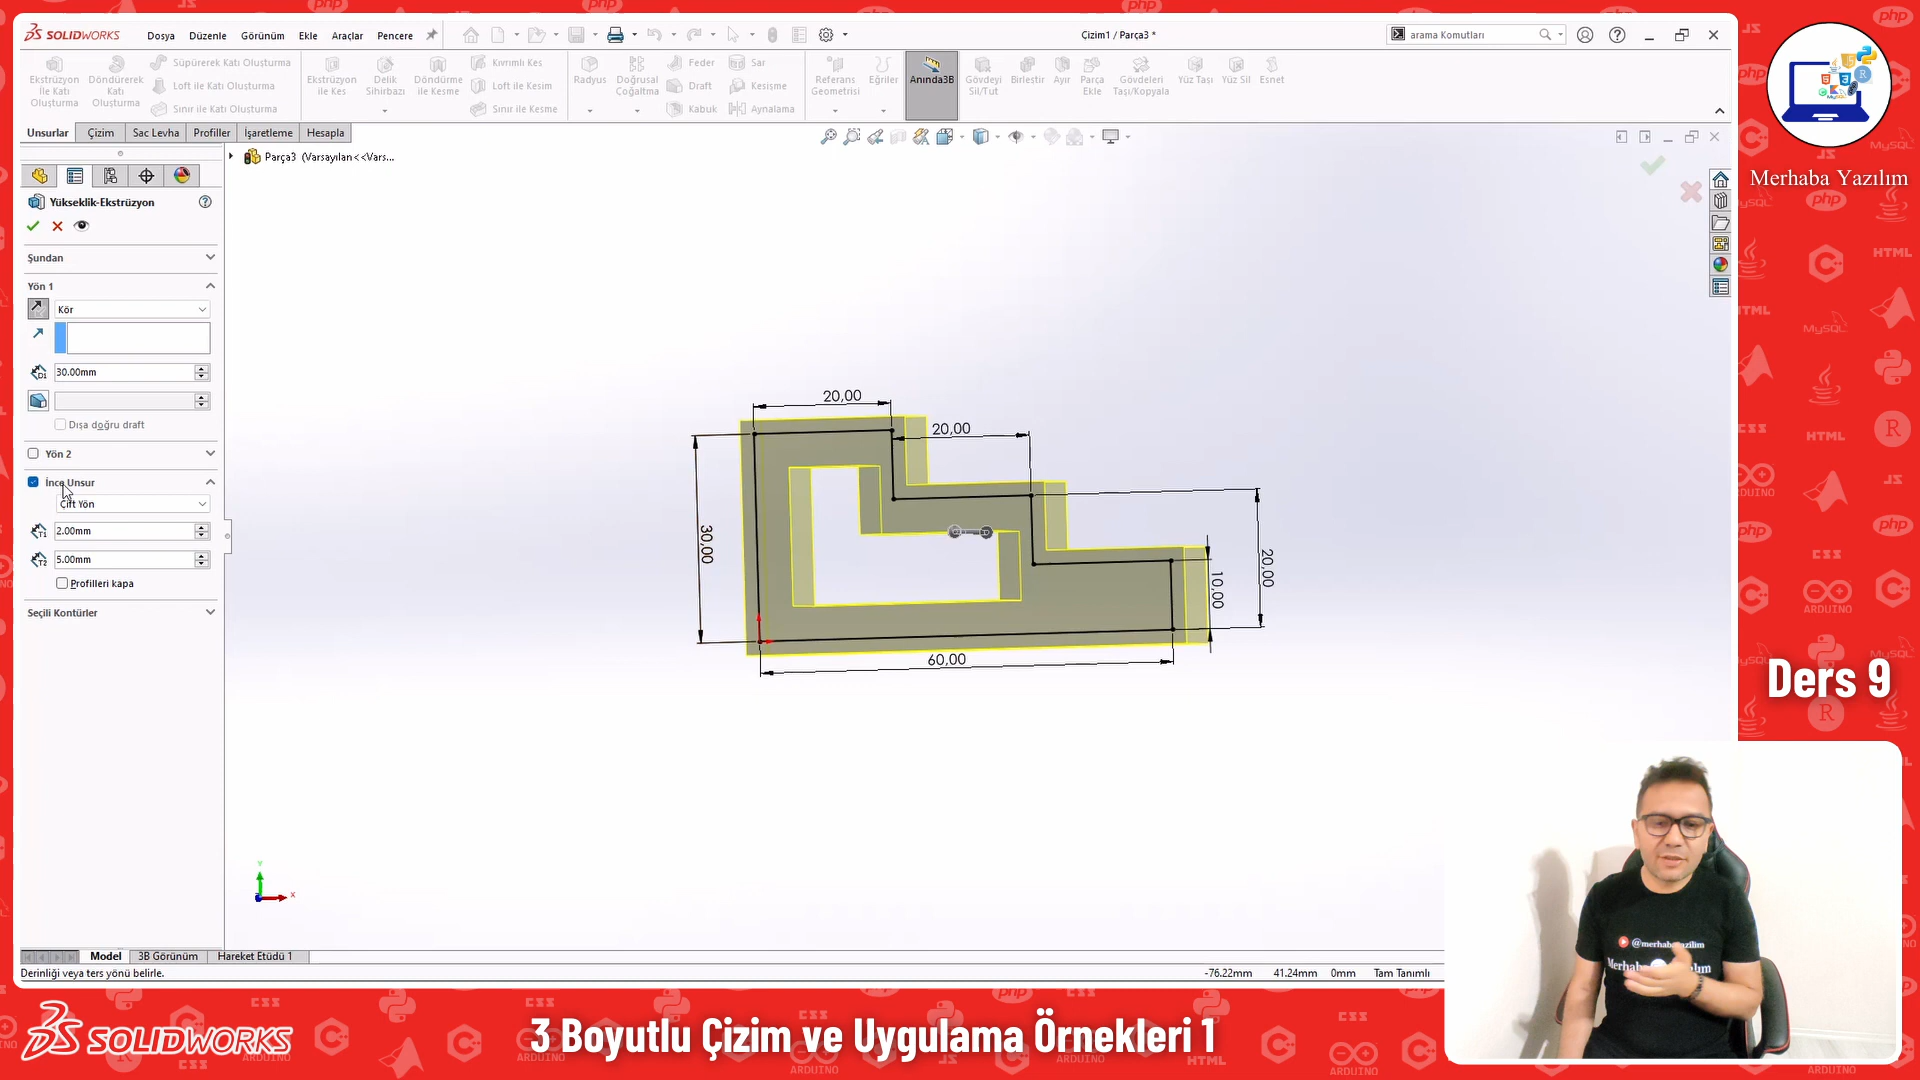 SOLIDWORKS
Dosya Düzenle Görünüm Ekle Araçlar Pencere
Çizim1 / Parça3 *
arama Komutları
Ekstrüzyon ile Katı Oluşturma
Döndürerek Katı Oluşturma
Süpürerek Katı Oluşturma
Loft ile Katı Oluşturma
Sınır ile Katı Oluşturma
Ekstrüzyon ile Kes
Delik Sihirbazı
Döndürme ile Kesme
Kıvrımlı Kes
Loft ile Kesim
Sınır ile Kesme
Radyus
Doğrusal Çoğaltma
Feder
Draft
Kabuk
Sar
Kesişme
Aynalama
Referans Geometrisi
Eğriler
Anında3B
Gövdeyi Sil/Tut
Birleştir
Ayır
Parça Ekle
Gövdeleri Taşı/Kopyala
Yüz Taşı
Yüz Sil
Esnet
Unsurlar Çizim Sac Levha Profiller İşaretleme Hesapla
Parça3 (Varsayılan<<Vars...
Yükseklik-Ekstrüzyon
Şundan
Yön 1
Kör
30.00mm
Dışa doğru draft
Yön 2
İnce Unsur
Çift Yön
2.00mm
5.00mm
Profilleri kapa
Seçili Kontürler
20,00
20,00
30,00
20,00
10,00
60,00
Y
X
Model 3B Görünüm Hareket Etüdü 1
Derinliği veya ters yönü belirle.
-76.22mm 41.24mm 0mm Tam Tanımlı
Merhaba Yazılım
Ders 9
@merhabayazilim
SOLIDWORKS
3 Boyutlu Çizim ve Uygulama Örnekleri 1